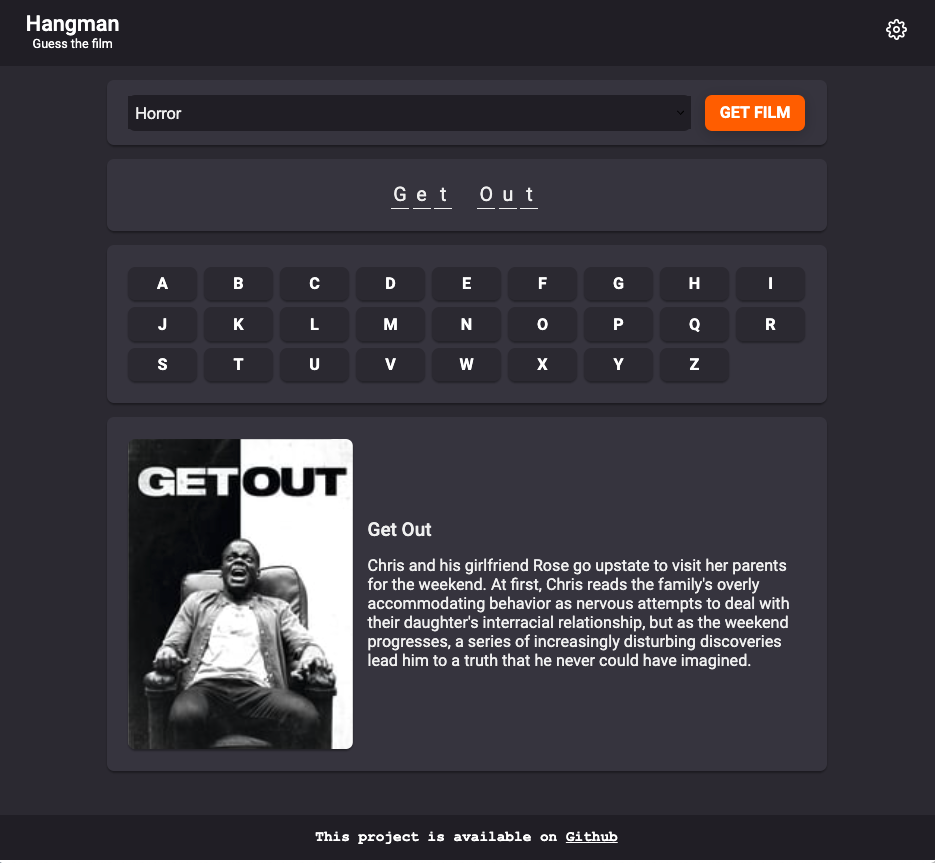 Hangman
Guess the film
Horror
GET FILM
Get Out
A B C D E F G H I
J K L M N O P Q R
S T U V W X Y Z
GET OUT
Get Out
Chris and his girlfriend Rose go upstate to visit her parents
for the weekend. At first, Chris reads the family's overly
accommodating behavior as nervous attempts to deal with
their daughter's interracial relationship, but as the weekend
progresses, a series of increasingly disturbing discoveries
lead him to a truth that he never could have imagined.
This project is available on Github